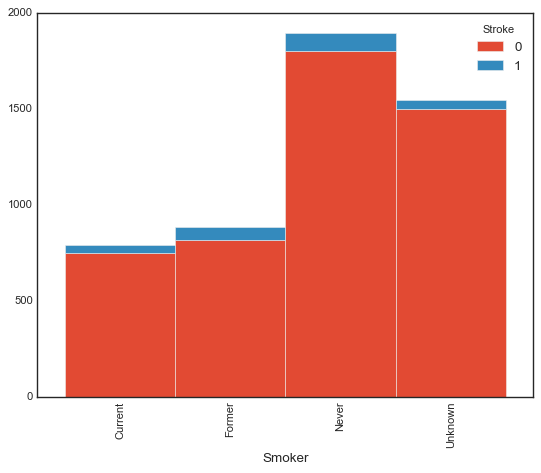 2000
1500
1000
500
0
Stroke
0
1
Current
Former
Never
Unknown
Smoker